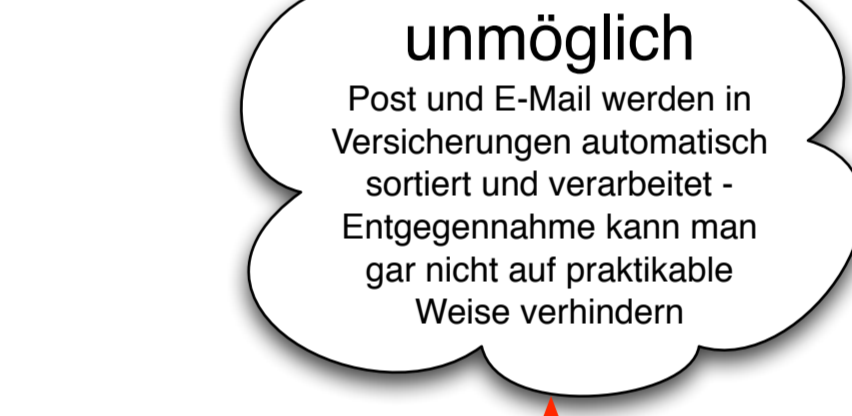 unmöglich
Post und E-Mail werden in
Versicherungen automatisch
sortiert und verarbeitet -
Entgegennahme kann man
gar nicht auf praktikable
Weise verhindern